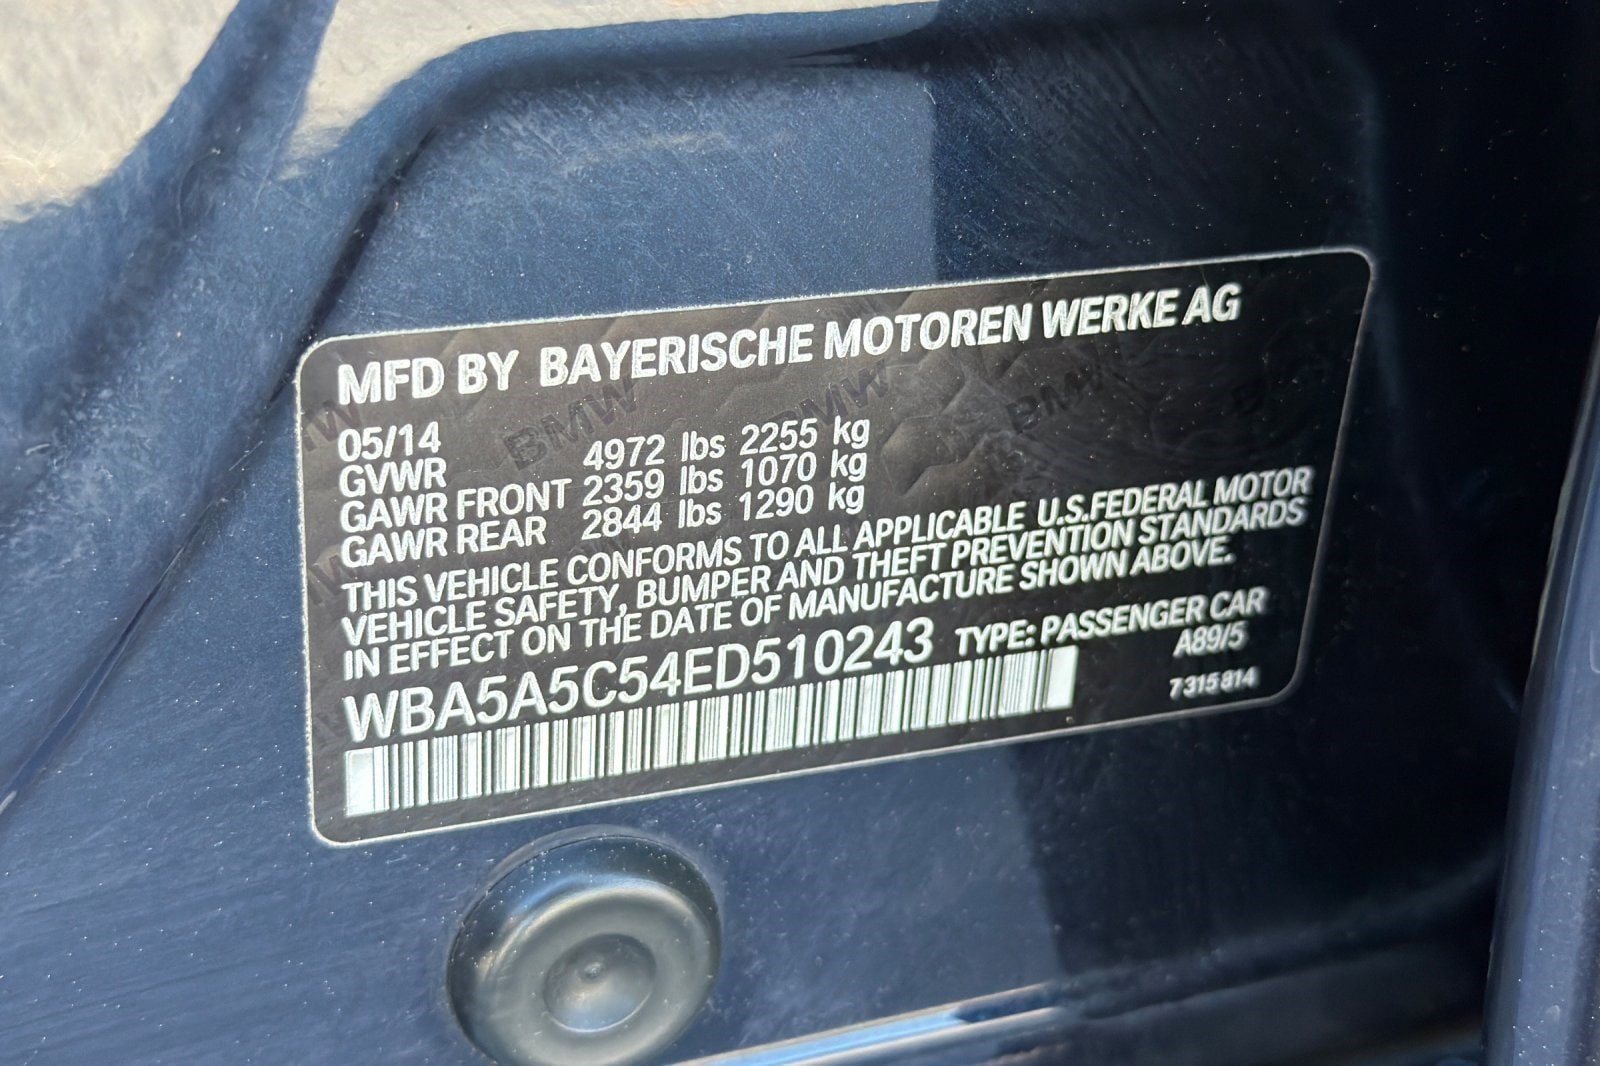 MFD BY BAYERISCHE MOTOREN WERKE AG
05/14
GVWR 4972 lbs 2255 kg
GAWR FRONT 2359 lbs 1070 kg
GAWR REAR 2844 lbs 1290 kg
THIS VEHICLE CONFORMS TO ALL APPLICABLE U.S.FEDERAL MOTOR
VEHICLE SAFETY, BUMPER AND THEFT PREVENTION STANDARDS
IN EFFECT ON THE DATE OF MANUFACTURE SHOWN ABOVE.
WBA5A5C54ED510243 TYPE: PASSENGER CAR
A89/5
7 315 814
BMW BMW BMW